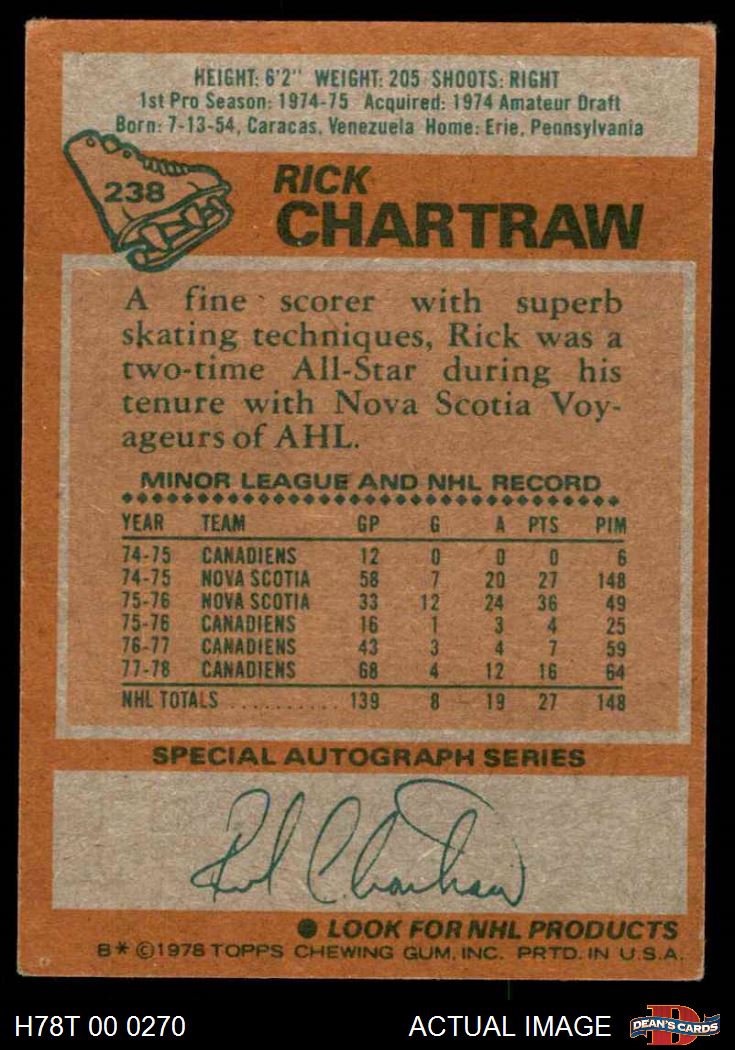 HEIGHT: 6'2" WEIGHT: 205 SHOOTS: RIGHT
1st Pro Season: 1974-75 Acquired: 1974 Amateur Draft
Born: 7-13-54, Caracas, Venezuela Home: Erie, Pennsylvania
238
RICK
CHARTRAW
A fine scorer with superb
skating techniques, Rick was a
two-time All-Star during his
tenure with Nova Scotia Voy-
ageurs of AHL.
MINOR LEAGUE AND NHL RECORD
YEAR TEAM GP G A PTS PIM
74-75 CANADIENS 12 0 0 0 6
74-75 NOVA SCOTIA 58 7 20 27 148
75-76 NOVA SCOTIA 33 12 24 36 49
75-76 CANADIENS 16 1 3 4 25
76-77 CANADIENS 43 3 4 7 59
77-78 CANADIENS 68 4 12 16 64
NHL TOTALS .......... 139 8 19 27 148
SPECIAL AUTOGRAPH SERIES
Rick Chartraw
● LOOK FOR NHL PRODUCTS
B* ©1978 TOPPS CHEWING GUM, INC. PRTD. IN U.S.A.
H78T 00 0270 ACTUAL IMAGE D DEAN'S CARDS